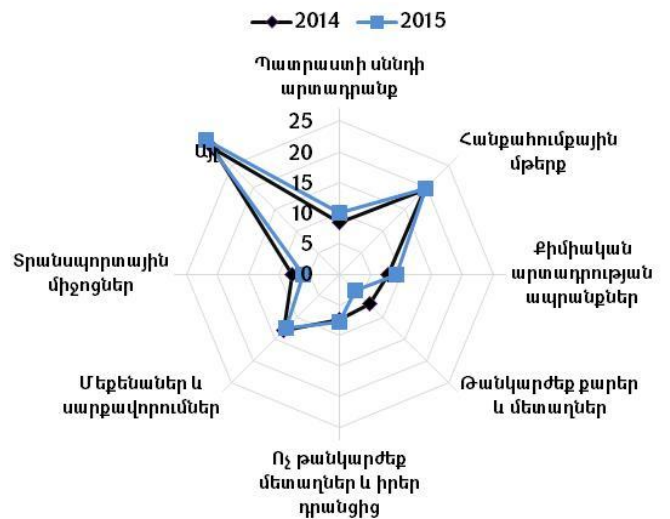 2014 2015
Պատրաստի սննդի
արտադրանք
25
20
15
10
5
0
Հանքահումքային
մթերք
Քիմիական
արտադրության
ապրանքներ
Թանկարժեք քարեր
և մետաղներ
Ոչ թանկարժեք
մետաղներ և իրեր
դրանցից
Մեքենաներ և
սարքավորումներ
Տրանսպորտային
միջոցներ
Այլ